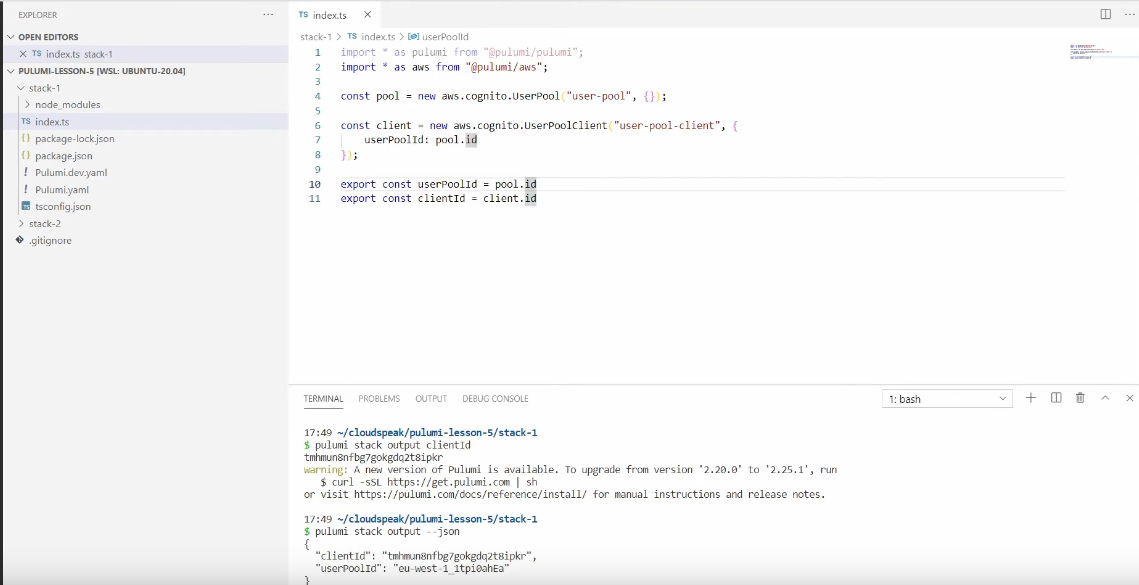 EXPLORER
OPEN EDITORS
TS index.ts stack-1
PULUMI-LESSON-5 [WSL: UBUNTU-20.04]
stack-1
node_modules
TS index.ts
{} package-lock.json
{} package.json
! Pulumi.dev.yaml
! Pulumi.yaml
TS tsconfig.json
stack-2
.gitignore
TS index.ts
stack-1 > TS index.ts > userPoolId
1 import * as pulumi from "@pulumi/pulumi";
2 import * as aws from "@pulumi/aws";
3
4 const pool = new aws.cognito.UserPool("user-pool", {});
5
6 const client = new aws.cognito.UserPoolClient("user-pool-client", {
7 userPoolId: pool.id
8 });
9
10 export const userPoolId = pool.id
11 export const clientId = client.id
TERMINAL PROBLEMS OUTPUT DEBUG CONSOLE 1: bash
17:49 ~/cloudspeak/pulumi-lesson-5/stack-1
$ pulumi stack output clientId
tmhmun8nfbg7gokgdq2t8ipkr
warning: A new version of Pulumi is available. To upgrade from version '2.20.0' to '2.25.1', run
$ curl -sSL https://get.pulumi.com | sh
or visit https://pulumi.com/docs/reference/install/ for manual instructions and release notes.
17:49 ~/cloudspeak/pulumi-lesson-5/stack-1
$ pulumi stack output --json
{
"clientId": "tmhmun8nfbg7gokgdq2t8ipkr",
"userPoolId": "eu-west-1_1tpi0ahEa"
}